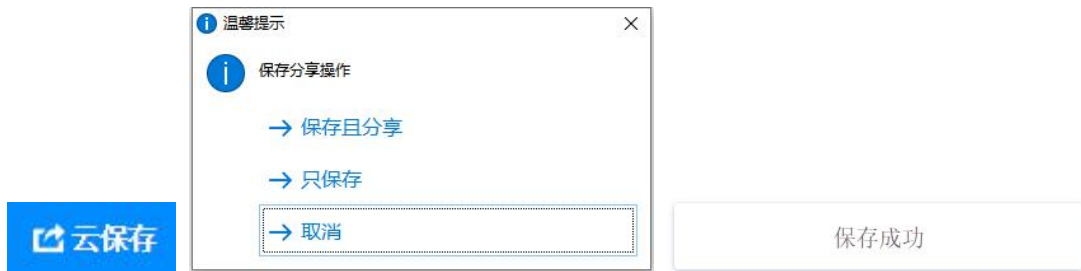 温馨提示
保存分享操作
保存且分享
只保存
取消
云保存
保存成功